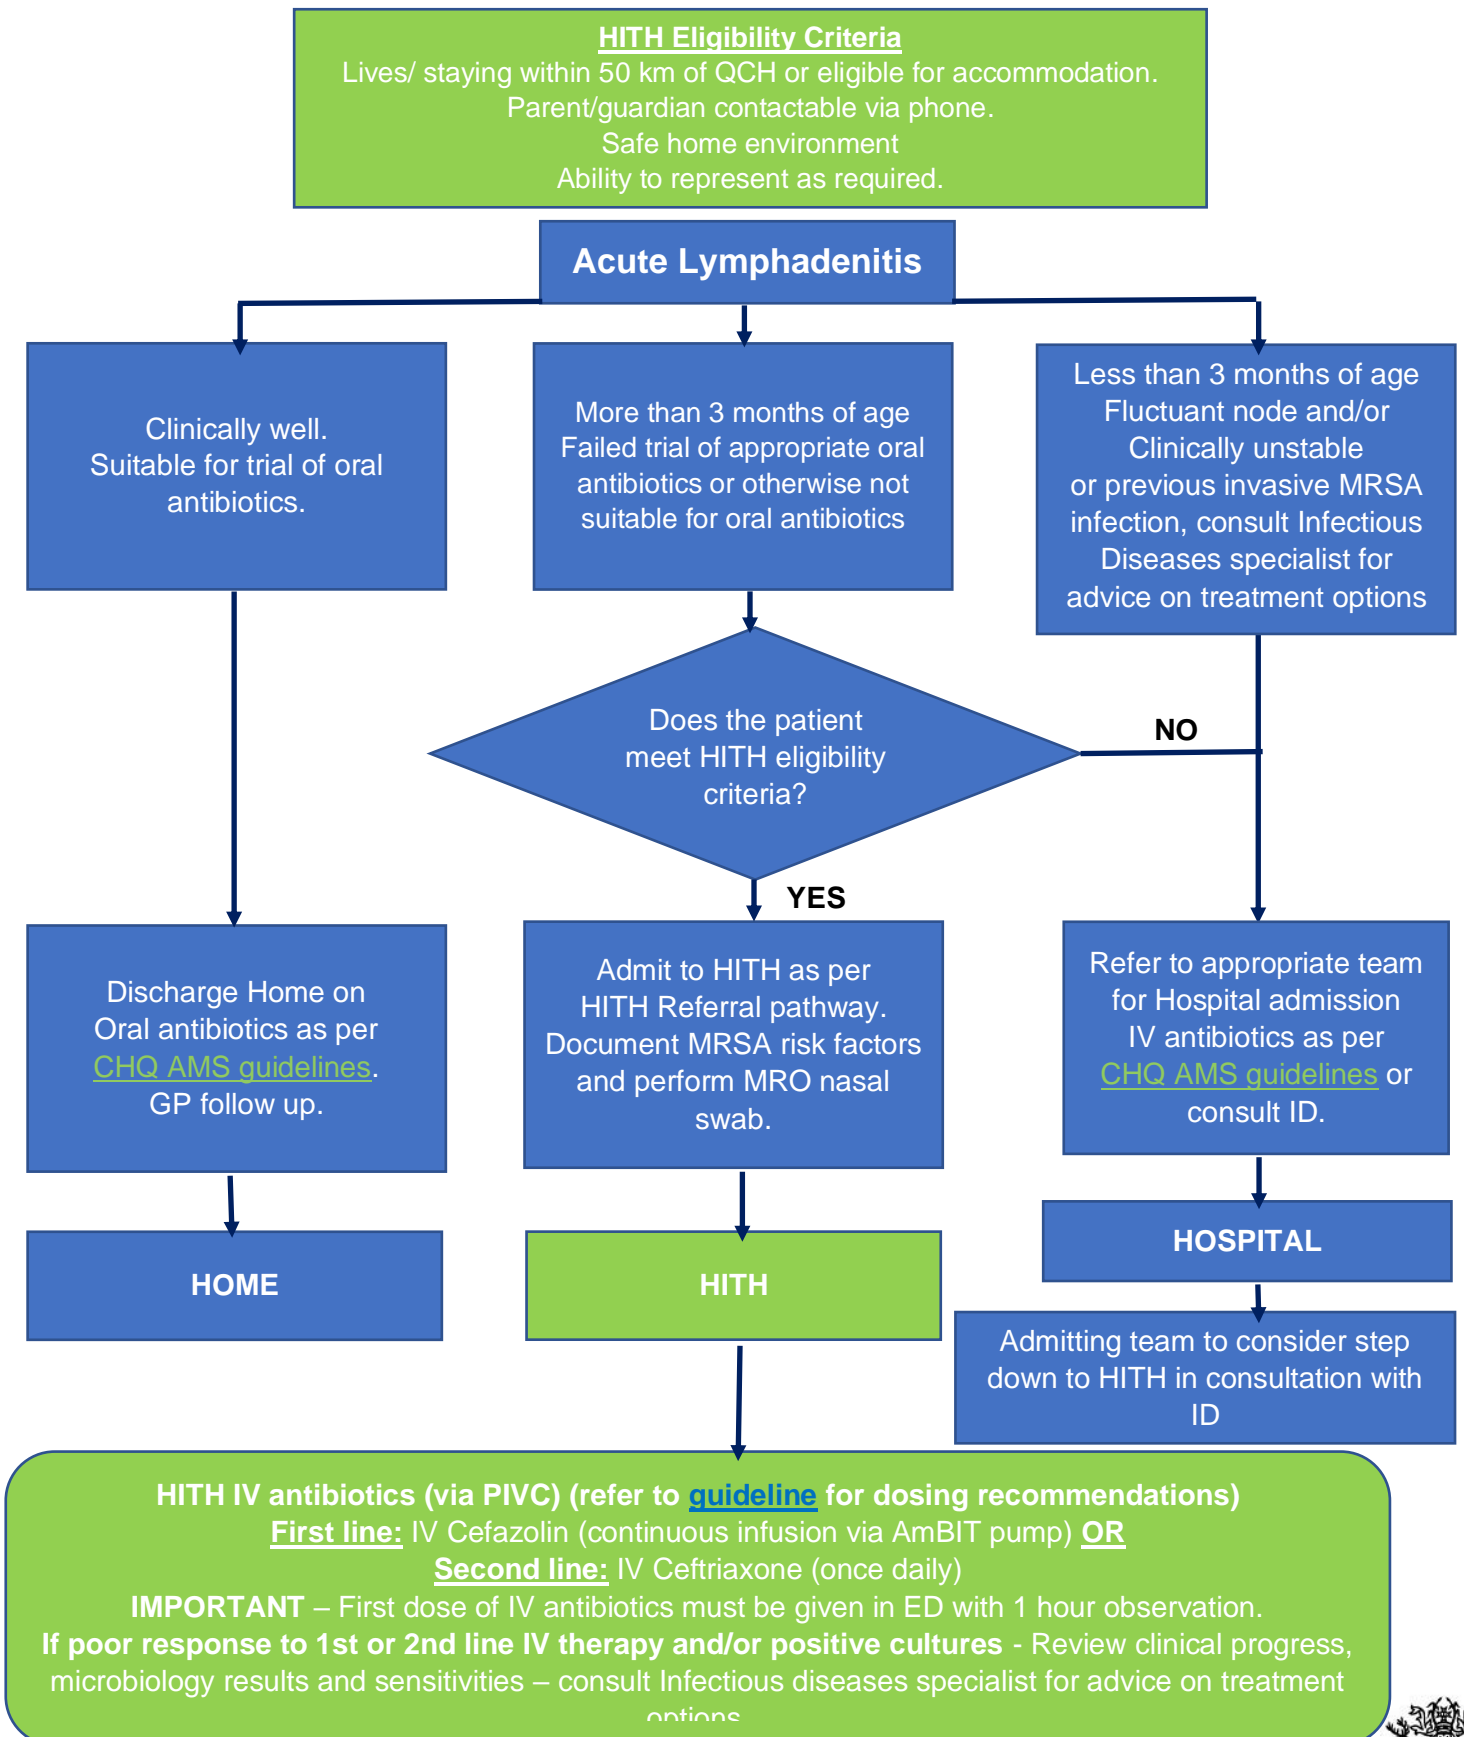 HITH Eligibility Criteria
Lives/ staying within 50 km of QCH or eligible for accommodation.
Parent/guardian contactable via phone.
Safe home environment
Ability to represent as required.
Acute Lymphadenitis
Clinically well.
Suitable for trial of oral
antibiotics.
More than 3 months of age
Failed trial of appropriate oral
antibiotics or otherwise not
suitable for oral antibiotics
Less than 3 months of age
Fluctuant node and/or
Clinically unstable
or previous invasive MRSA
infection, consult Infectious
Diseases specialist for
advice on treatment options
Does the patient
meet HITH eligibility
criteria?
NO
YES
Discharge Home on
Oral antibiotics as per
CHQ AMS guidelines.
GP follow up.
Admit to HITH as per
HITH Referral pathway.
Document MRSA risk factors
and perform MRO nasal
swab.
Refer to appropriate team
for Hospital admission
IV antibiotics as per
CHQ AMS guidelines or
consult ID.
HOME
HITH
HOSPITAL
Admitting team to consider step
down to HITH in consultation with
ID
HITH IV antibiotics (via PIVC) (refer to guideline for dosing recommendations)
First line: IV Cefazolin (continuous infusion via AmBIT pump) OR
Second line: IV Ceftriaxone (once daily)
IMPORTANT – First dose of IV antibiotics must be given in ED with 1 hour observation.
If poor response to 1st or 2nd line IV therapy and/or positive cultures - Review clinical progress,
microbiology results and sensitivities – consult Infectious diseases specialist for advice on treatment
options